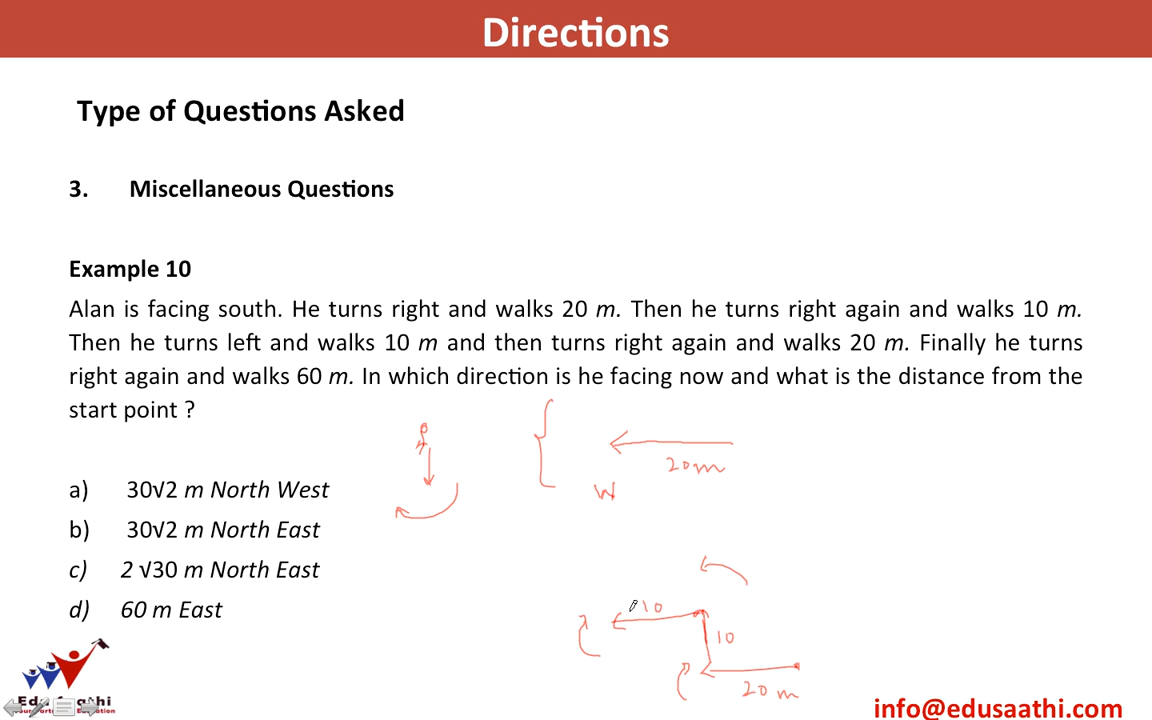 Directions
Type of Questions Asked
3. Miscellaneous Questions
Example 10
Alan is facing south. He turns right and walks 20 m. Then he turns right again and walks 10 m.
Then he turns left and walks 10 m and then turns right again and walks 20 m. Finally he turns
right again and walks 60 m. In which direction is he facing now and what is the distance from the
start point ?
20m
a) 30√2 m North West
W
b) 30√2 m North East
c) 2 √30 m North East
d) 60 m East
10
10
20 m
info@edusaathi.com